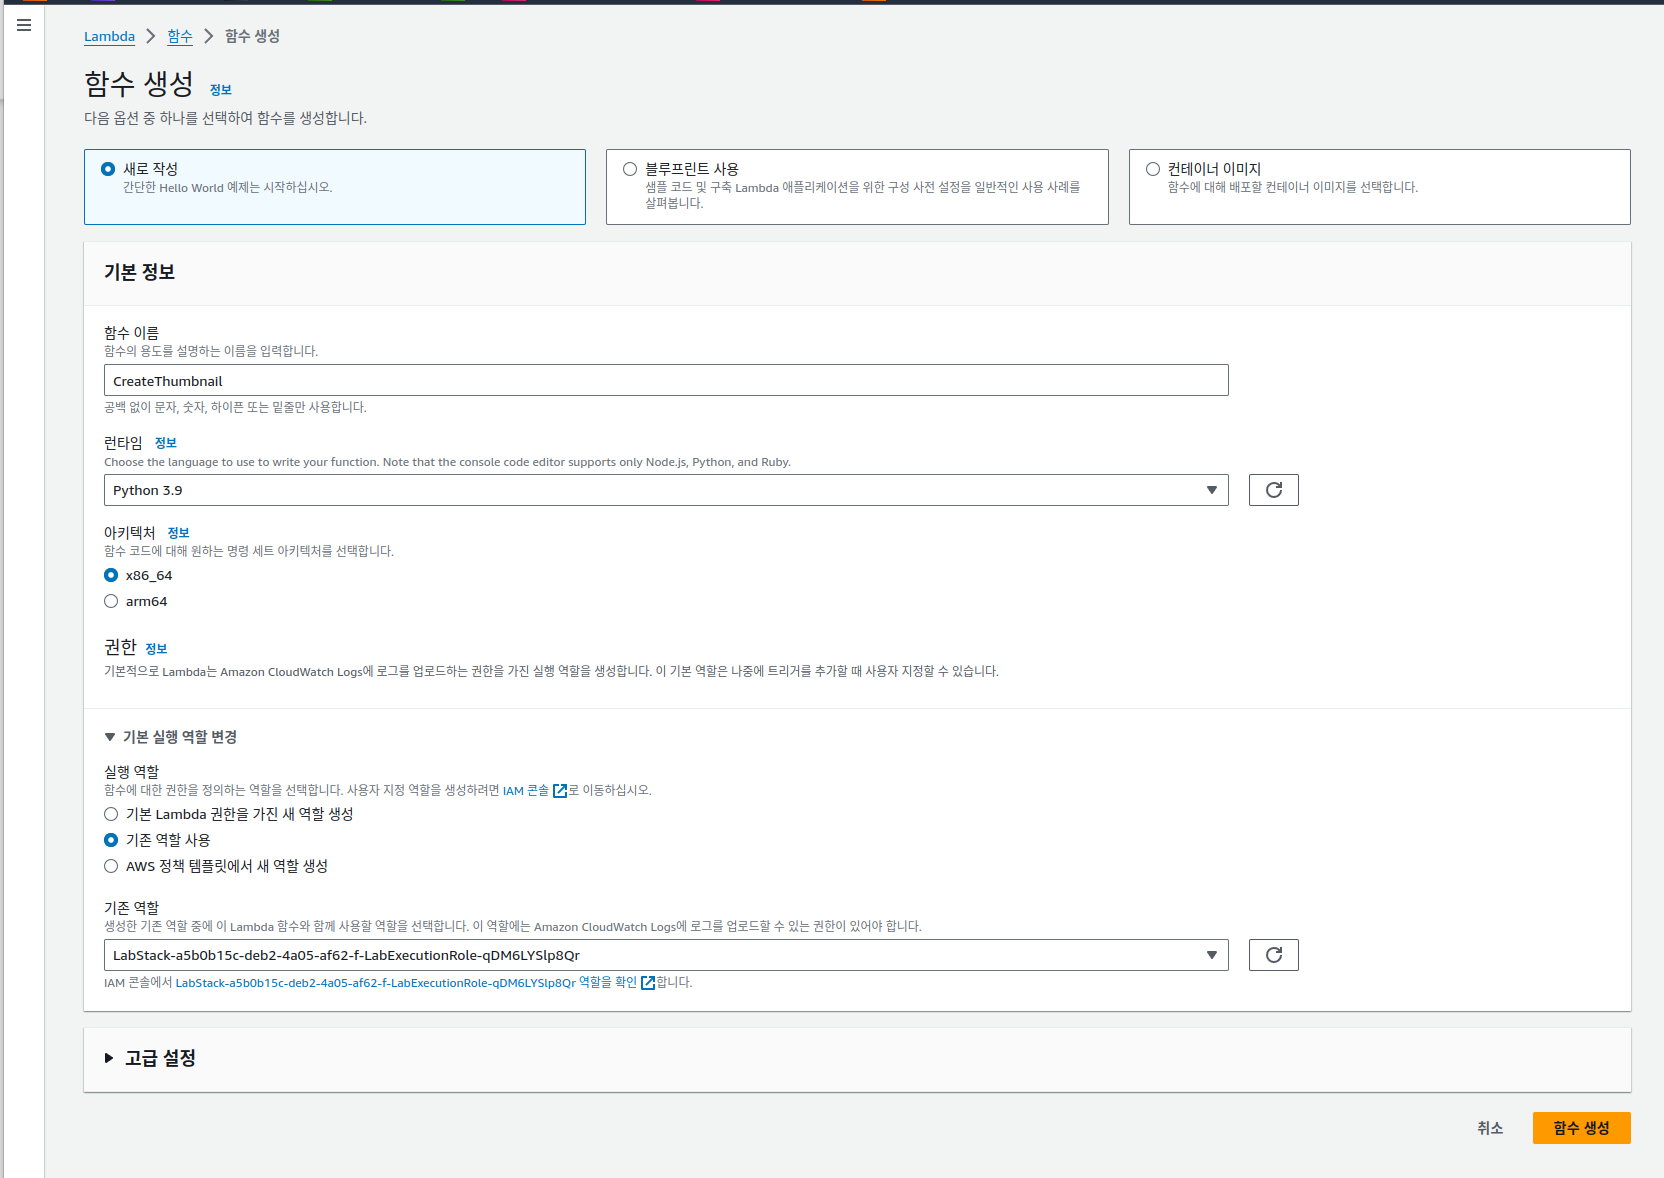 Lambda > 함수 > 함수 생성
함수 생성 정보
다음 옵션 중 하나를 선택하여 함수를 생성합니다.
새로 작성
간단한 Hello World 예제는 시작하십시오.
블루프린트 사용
샘플 코드 및 구축 Lambda 애플리케이션을 위한 구성 사전 설정을 일반적인 사용 사례를
살펴봅니다.
컨테이너 이미지
함수에 대해 배포할 컨테이너 이미지를 선택합니다.
기본 정보
함수 이름
함수의 용도를 설명하는 이름을 입력합니다.
CreateThumbnail
공백 없이 문자, 숫자, 하이픈 또는 밑줄만 사용합니다.
런타임 정보
Choose the language to use to write your function. Note that the console code editor supports only Node.js, Python, and Ruby.
Python 3.9
아키텍처 정보
함수 코드에 대해 원하는 명령 세트 아키텍처를 선택합니다.
x86_64
arm64
권한 정보
기본적으로 Lambda는 Amazon CloudWatch Logs에 로그를 업로드하는 권한을 가진 실행 역할을 생성합니다. 이 기본 역할은 나중에 트리거를 추가할 때 사용자 지정할 수 있습니다.
기본 실행 역할 변경
실행 역할
함수에 대한 권한을 정의하는 역할을 선택합니다. 사용자 지정 역할을 생성하려면 IAM 콘솔로 이동하십시오.
기본 Lambda 권한을 가진 새 역할 생성
기존 역할 사용
AWS 정책 템플릿에서 새 역할 생성
기존 역할
생성한 기존 역할 중에 이 Lambda 함수와 함께 사용할 역할을 선택합니다. 이 역할에는 Amazon CloudWatch Logs에 로그를 업로드할 수 있는 권한이 있어야 합니다.
LabStack-a5b0b15c-deb2-4a05-af62-f-LabExecutionRole-qDM6LYSlp8Qr
IAM 콘솔에서 LabStack-a5b0b15c-deb2-4a05-af62-f-LabExecutionRole-qDM6LYSlp8Qr 역할을 확인합니다.
고급 설정
취소
함수 생성